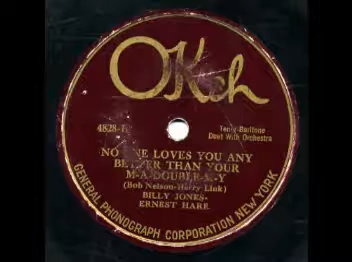 OKeh
4828-B
Tenor-Baritone
Duet With Orchestra
NO ONE LOVES YOU ANY
BETTER THAN YOUR
M-A-DOUBLE-M-Y
(Bob Nelson-Harry Link)
BILLY JONES-
ERNEST HARE
GENERAL PHONOGRAPH CORPORATION NEW YORK